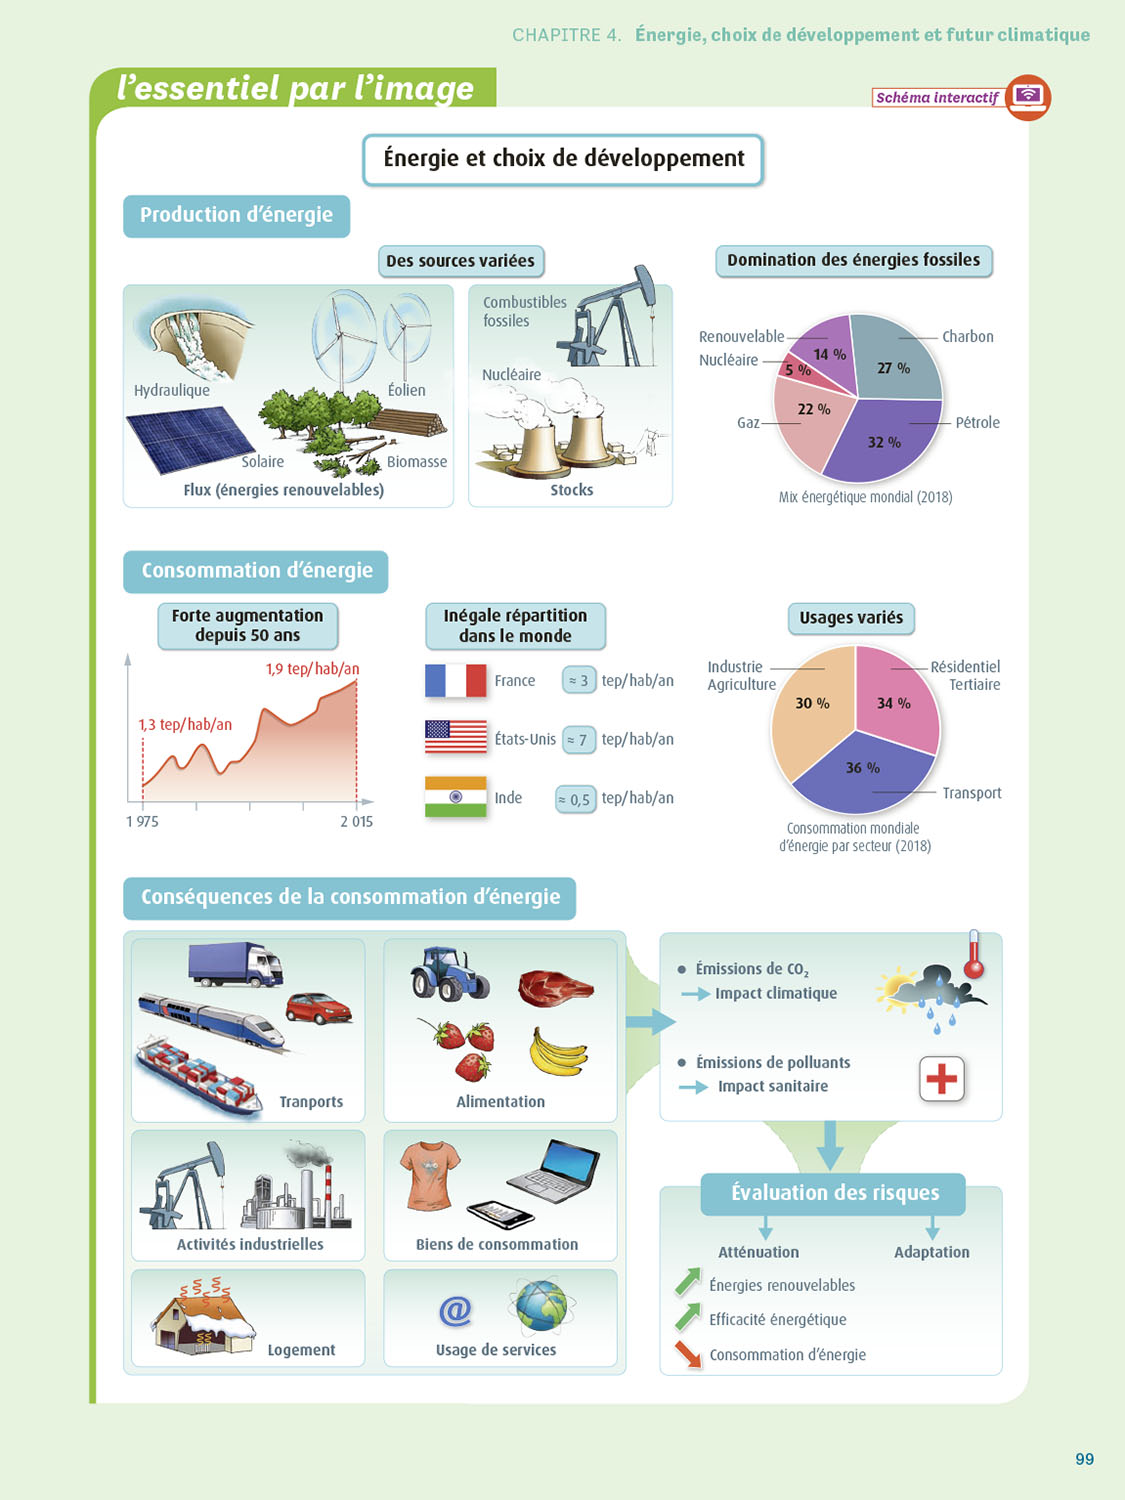 CHAPITRE 4. Énergie, choix de développement et futur climatique
l'essentiel par l'image
Schéma interactif
Énergie et choix de développement
Production d'énergie
Des sources variées
Hydraulique
Éolien
Solaire
Biomasse
Flux (énergies renouvelables)
Combustibles
fossiles
Nucléaire
Stocks
Domination des énergies fossiles
Renouvelable
14 %
Charbon
27 %
Nucléaire
5 %
Gaz
22 %
Pétrole
32 %
Mix énergétique mondial (2018)
Consommation d'énergie
Forte augmentation
depuis 50 ans
1,9 tep/hab/an
1,3 tep/hab/an
1 975
2 015
Inégale répartition
dans le monde
France ≈ 3 tep/hab/an
États-Unis ≈ 7 tep/hab/an
Inde ≈ 0,5 tep/hab/an
Usages variés
Industrie
Agriculture
30 %
Résidentiel
Tertiaire
34 %
36 %
Transport
Consommation mondiale
d'énergie par secteur (2018)
Conséquences de la consommation d'énergie
Tranports
Alimentation
Activités industrielles
Biens de consommation
Logement
@
Usage de services
• Émissions de CO₂
Impact climatique
• Émissions de polluants
Impact sanitaire
Évaluation des risques
Atténuation
Adaptation
Énergies renouvelables
Efficacité énergétique
Consommation d'énergie
99